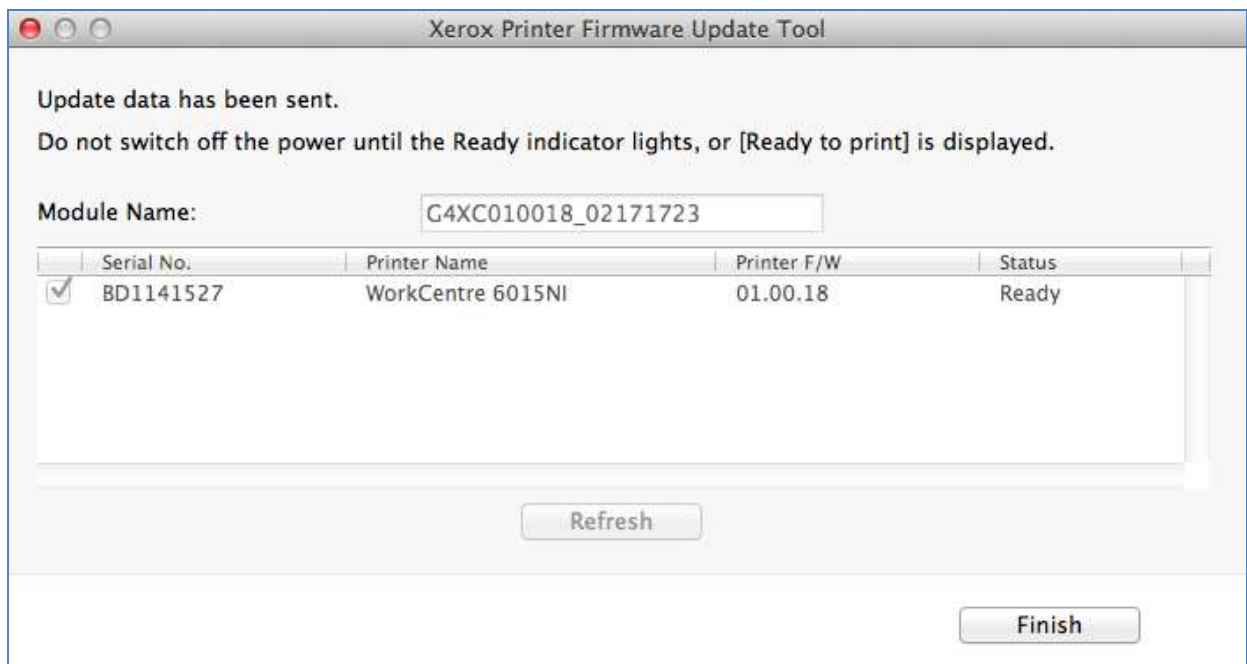 Xerox Printer Firmware Update Tool
Update data has been sent.
Do not switch off the power until the Ready indicator lights, or [Ready to print] is displayed.
Module Name: G4XC010018_02171723
Serial No. Printer Name Printer F/W Status
BD1141527 WorkCentre 6015NI 01.00.18 Ready
Refresh
Finish